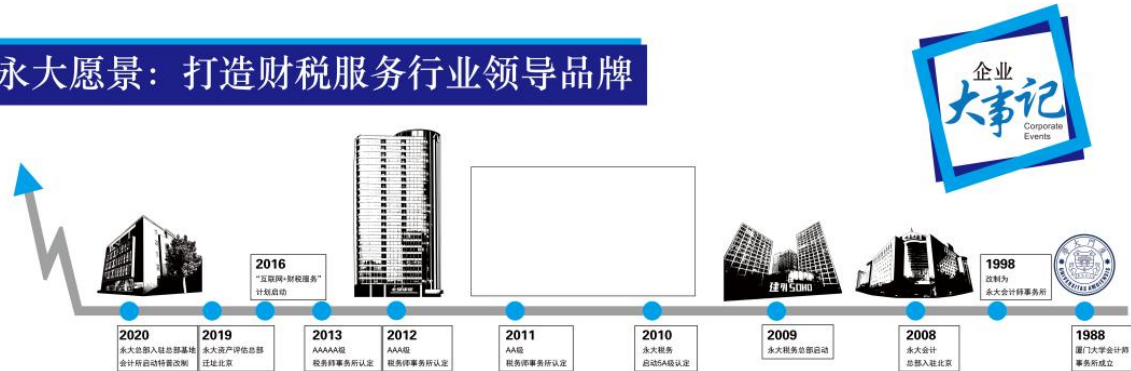 永大愿景：打造财税服务行业领导品牌
企业
大事记
Corporate
Events
2016
“互联网+财税服务”
计划启动
建外SOHO
1998
改制为
永大会计师事务所
UNIVERSITAS AMOIENSIS
2020
永大总部入驻总部基地
会计所启动特普改制
2019
永大资产评估总部
迁址北京
2013
AAAAA级
税务师事务所认定
2012
AAA级
税务师事务所认定
2011
AA级
税务师事务所认定
2010
永大税务
启动5A级认定
2009
永大税务总部启动
2008
永大会计
总部入驻北京
1988
厦门大学会计师
事务所成立